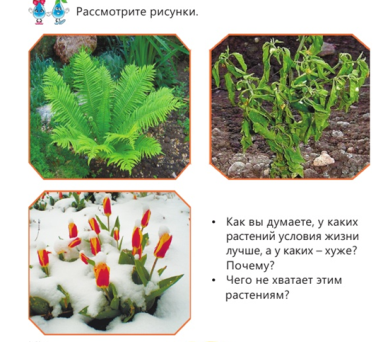 Рассмотрите рисунки.
• Как вы думаете, у каких
растений условия жизни
лучше, а у каких – хуже?
Почему?
• Чего не хватает этим
растениям?